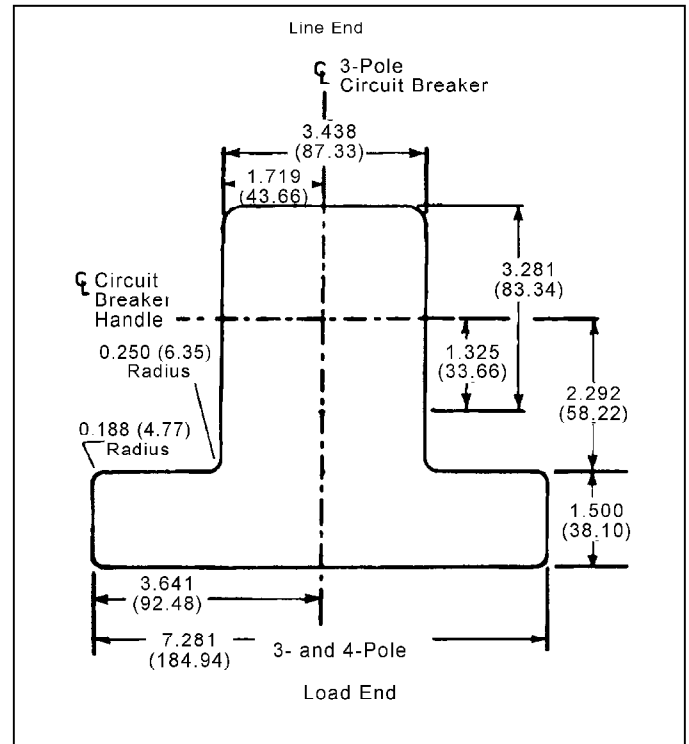 Line End
℄ 3-Pole
Circuit Breaker
3.438
(87.33)
1.719
(43.66)
3.281
(83.34)
℄ Circuit
Breaker
Handle
0.250 (6.35)
Radius
1.325
(33.66)
2.292
(58.22)
0.188 (4.77)
Radius
1.500
(38.10)
3.641
(92.48)
7.281
(184.94)
3- and 4-Pole
Load End